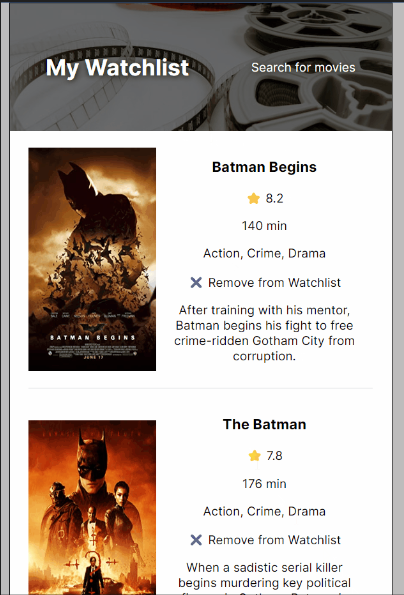 My Watchlist
Search for movies
BATMAN BEGINS
JUNE 17
Batman Begins
8.2
140 min
Action, Crime, Drama
Remove from Watchlist
After training with his mentor,
Batman begins his fight to free
crime-ridden Gotham City from
corruption.
The Batman
7.8
176 min
Action, Crime, Drama
Remove from Watchlist
When a sadistic serial killer
begins murdering key political